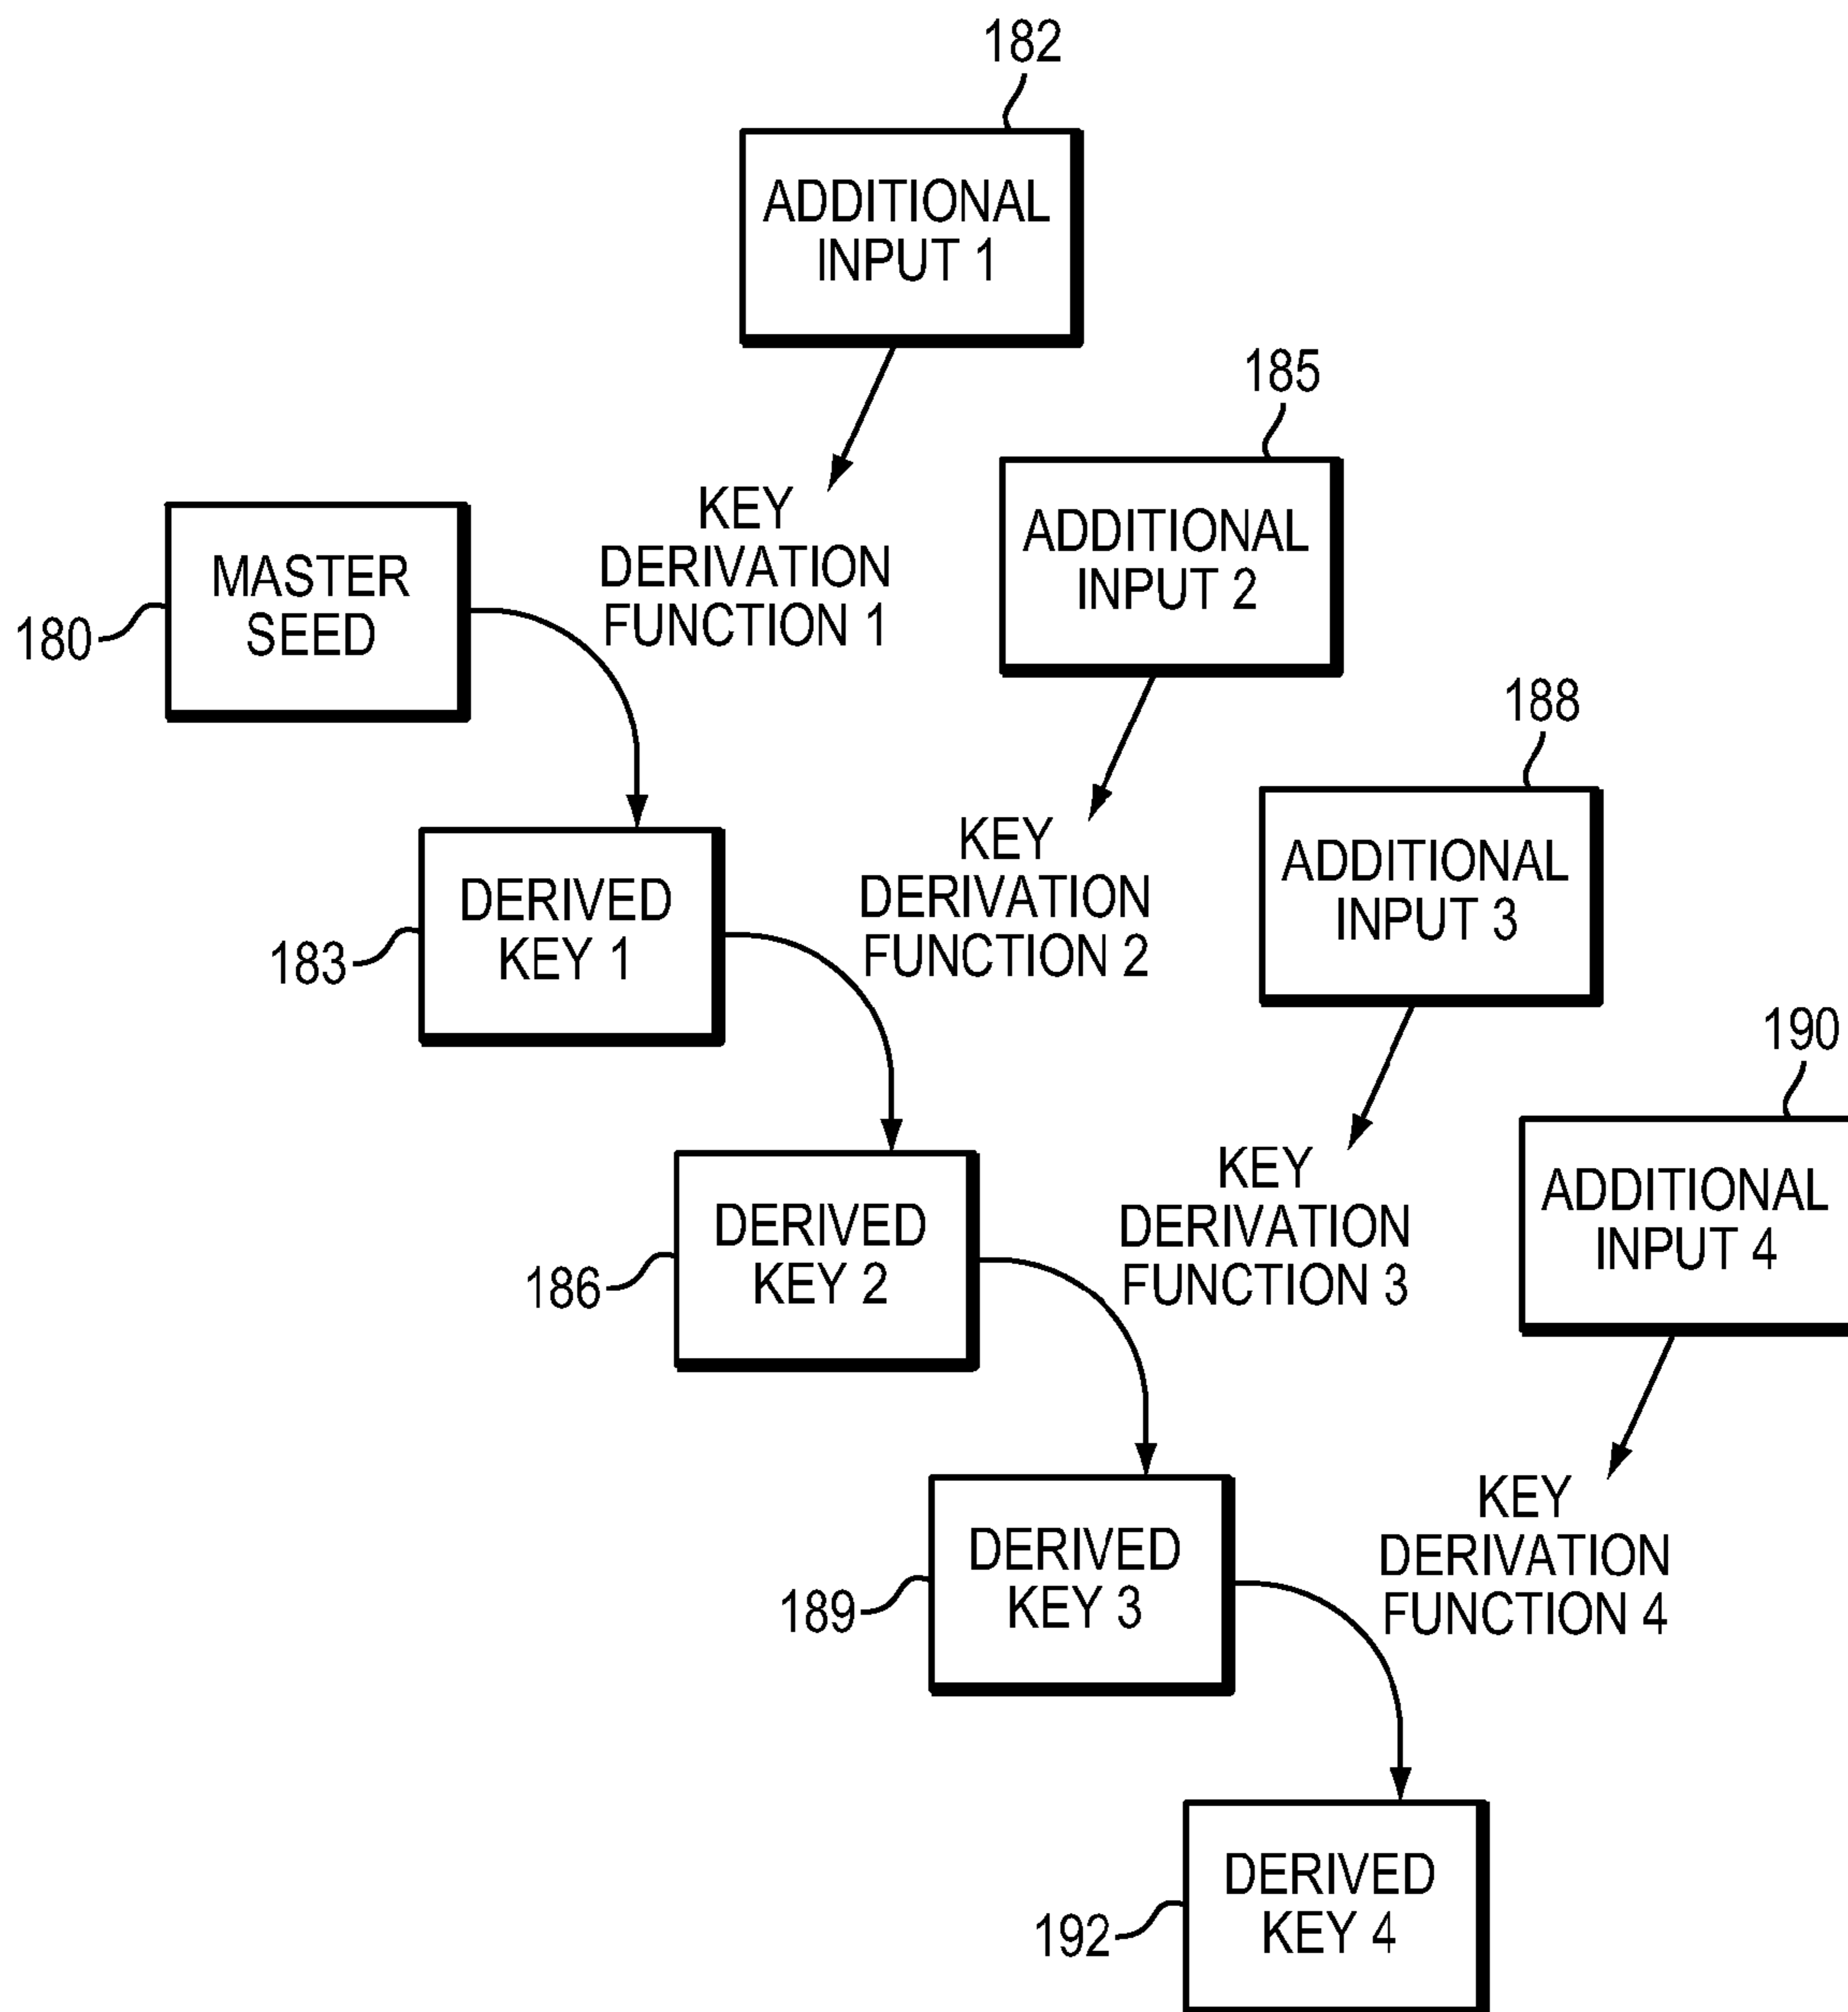 182
ADDITIONAL
INPUT 1
185
KEY
DERIVATION
FUNCTION 1
ADDITIONAL
INPUT 2
MASTER
SEED
180
188
KEY
DERIVATION
FUNCTION 2
ADDITIONAL
INPUT 3
DERIVED
KEY 1
183
190
KEY
DERIVATION
FUNCTION 3
ADDITIONAL
INPUT 4
DERIVED
KEY 2
186
KEY
DERIVATION
FUNCTION 4
DERIVED
KEY 3
189
DERIVED
KEY 4
192